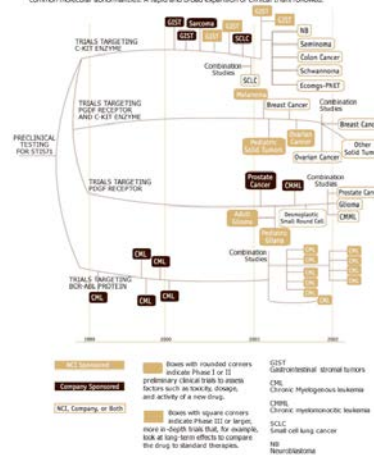 common molecular abnormalities. A rapid and broad expansion of clinical trials followed.
GIST
GIST
GIST
Sarcoma
GIST
GIST
SCLC
TRIALS TARGETING
C-KIT ENZYME
NB
Seminoma
Colon Cancer
Schwannoma
Combination
Studies
SCLC
Melanoma
Breast Cancer
Combination
Studies
TRIALS TARGETING
PGDF RECEPTOR
AND C-KIT ENZYME
Breast Cancer
Ovarian
Cancer
Pediatric
Solid Tumors
Other
Solid Tumors
Ovarian Cancer
PRECLINICAL
TESTING
FOR STI571
TRIALS TARGETING
PDGF RECEPTOR
Prostate
Cancer
CMML
Combination
Studies
Prostate Cancer
Glioma
CMML
Adult
Glioma
Desmoplastic
Small Round Cell
Pediatric
Glioma
Combination
Studies
CML
CML
CML
CML
CML
CML
CML
CML
CML
CML
CML
CML
CML
CML
TRIALS TARGETING
BCR-ABL PROTEIN
1999
2000
2001
2002
NCI Sponsored
Company Sponsored
NCI, Company, or Both
Boxes with rounded corners
indicate Phase I or II
preliminary clinical trials to assess
factors such as toxicity, dosage,
and activity of a new drug.
Boxes with square corners
indicate Phase III or larger,
more in-depth trials that, for example,
look at long-term effects to compare
the drug to standard therapies.
GIST
Gastrointestinal stromal tumors
CML
Chronic Myelogenous leukemia
CMML
Chronic myelomonocytic leukemia
SCLC
Small cell lung cancer
NB
Neuroblastoma